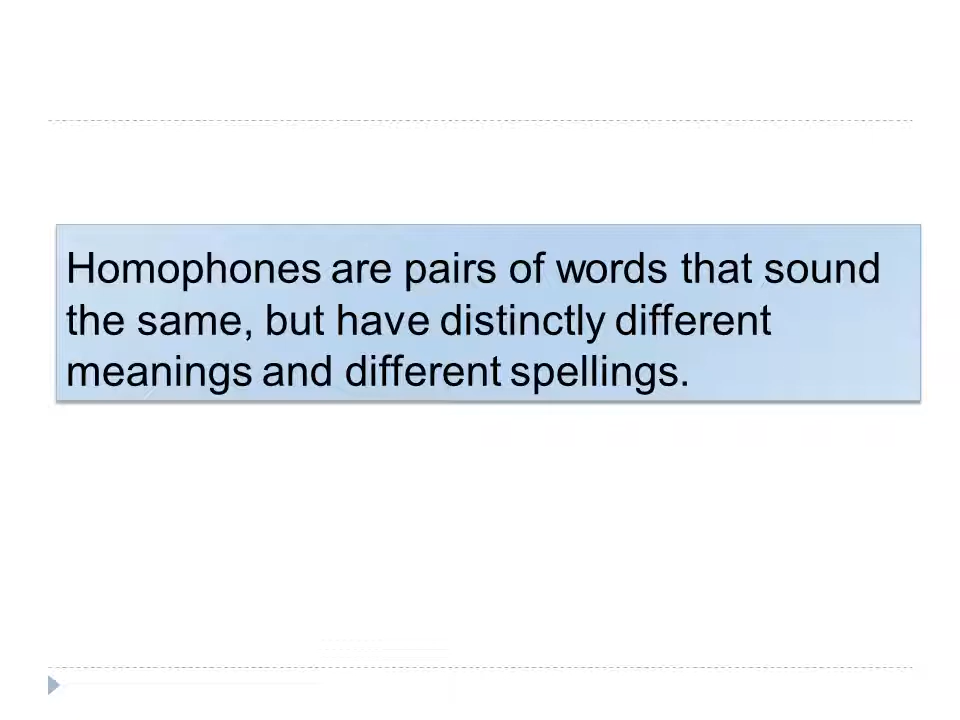 Homophones are pairs of words that sound
the same, but have distinctly different
meanings and different spellings.